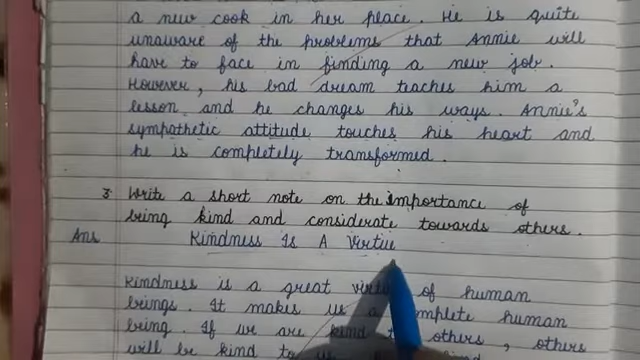 a new cook in her place. He is quite
unaware of the problems that Annie will
have to face in finding a new job.
However, his bad dream teaches him a
lesson and he changes his ways. Annie's
sympathetic attitude touches his heart and
he is completely transformed.
3. Write a short note on the importance of
being kind and considerate towards others.
Ans Kindness Is A Virtue
Kindness is a great of human
beings. It makes us a human
being. If we are kind to others, others
will be kind to